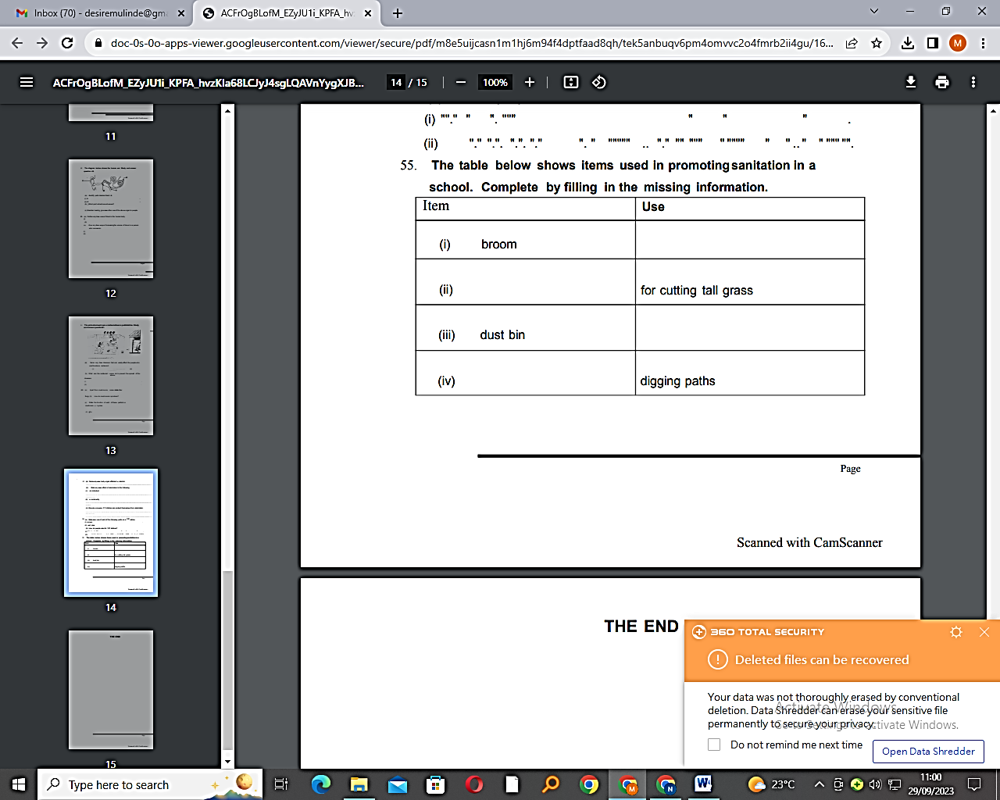 Inbox (70) - desiremulinde@gm
ACFrOgBLofM_EZyJU1i_KPFA_hv
doc-0s-0o-apps-viewer.googleusercontent.com/viewer/secure/pdf/m8e5uijcasn1m1hj6m94f4dptfaad8qh/tek5anbuqv6pm4omvvc2o4fmrb2ii4gu/16...
M
ACFrOgBLofM_EZyJU1i_KPFA_hvzKla68LCJyJ4sgLQAVnYygXJB...
14 / 15
100%
11
12
13
14
15
(i)
(ii)
55. The table below shows items used in promoting sanitation in a
school. Complete by filling in the missing information.
Item Use
(i) broom
(ii) for cutting tall grass
(iii) dust bin
(iv) digging paths
Page
Scanned with CamScanner
THE END
360 TOTAL SECURITY
Deleted files can be recovered
Your data was not thoroughly erased by conventional
deletion. Data Shredder can erase your sensitive file
permanently to secure your privacy.
Activate Windows
Go to Settings to activate Windows.
Do not remind me next time
Open Data Shredder
Type here to search
23°C
11:00
29/09/2023